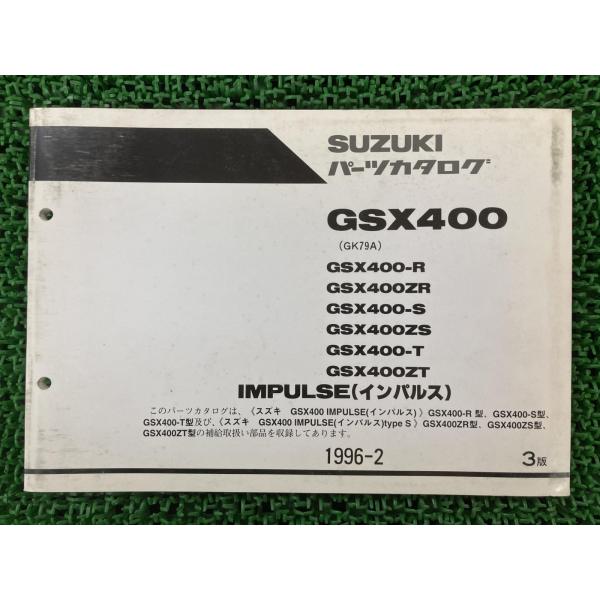 SUZUKI
パーツカタログ
GSX400
(GK79A)
GSX400-R
GSX400ZR
GSX400-S
GSX400ZS
GSX400-T
GSX400ZT
IMPULSE(インパルス)
このパーツカタログは、〈スズキ GSX400 IMPULSE(インパルス)〉GSX400-R 型、GSX400-S型、
GSX400-T型及び、〈スズキ GSX400 IMPULSE(インパルス)type S〉GSX400ZR型、GSX400ZS型、
GSX400ZT型の補給取扱い部品を収録してあります。
1996-2
3版